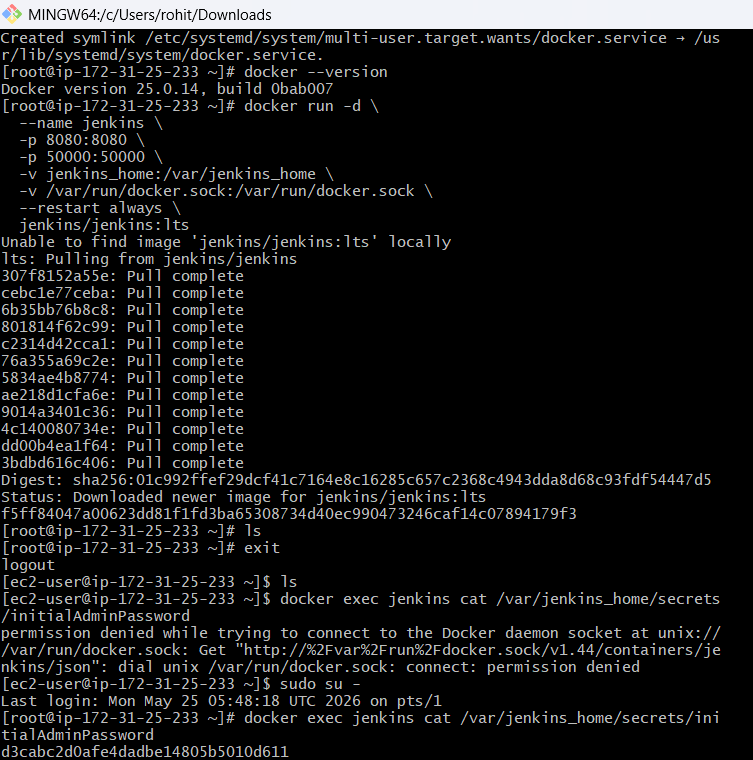 MINGW64:/c/Users/rohit/Downloads
Created symlink /etc/systemd/system/multi-user.target.wants/docker.service → /us
r/lib/systemd/system/docker.service.
[root@ip-172-31-25-233 ~]# docker --version
Docker version 25.0.14, build 0bab007
[root@ip-172-31-25-233 ~]# docker run -d \
  --name jenkins \
  -p 8080:8080 \
  -p 50000:50000 \
  -v jenkins_home:/var/jenkins_home \
  -v /var/run/docker.sock:/var/run/docker.sock \
  --restart always \
  jenkins/jenkins:lts
Unable to find image 'jenkins/jenkins:lts' locally
lts: Pulling from jenkins/jenkins
307f8152a55e: Pull complete
cebc1e77ceba: Pull complete
6b35bb76b8c8: Pull complete
801814f62c99: Pull complete
c2314d42cca1: Pull complete
76a355a69c2e: Pull complete
5834ae4b8774: Pull complete
ae218d1cfa6e: Pull complete
9014a3401c36: Pull complete
4c140080734e: Pull complete
dd00b4ea1f64: Pull complete
3bdbd616c406: Pull complete
Digest: sha256:01c992ffef29dcf41c7164e8c16285c657c2368c4943dda8d68c93fdf54447d5
Status: Downloaded newer image for jenkins/jenkins:lts
f5ff84047a00623dd81f1fd3ba65308734d40ec990473246caf14c07894179f3
[root@ip-172-31-25-233 ~]# ls
[root@ip-172-31-25-233 ~]# exit
logout
[ec2-user@ip-172-31-25-233 ~]$ ls
[ec2-user@ip-172-31-25-233 ~]$ docker exec jenkins cat /var/jenkins_home/secrets
/initialAdminPassword
permission denied while trying to connect to the Docker daemon socket at unix://
/var/run/docker.sock: Get "http://%2Fvar%2Frun%2Fdocker.sock/v1.44/containers/je
nkins/json": dial unix /var/run/docker.sock: connect: permission denied
[ec2-user@ip-172-31-25-233 ~]$ sudo su -
Last login: Mon May 25 05:48:18 UTC 2026 on pts/1
[root@ip-172-31-25-233 ~]# docker exec jenkins cat /var/jenkins_home/secrets/ini
tialAdminPassword
d3cabc2d0afe4dadbe14805b5010d611